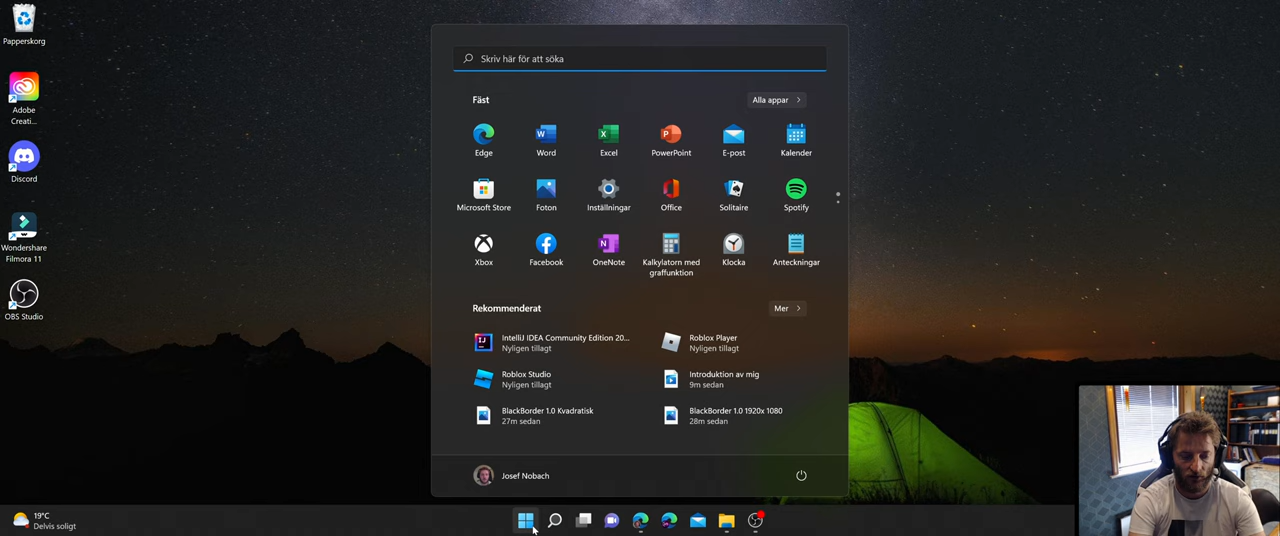 Papperskorg
Adobe
Creati...
Discord
Wondershare
Filmora 11
OBS Studio
Skriv här för att söka
Fäst
Alla appar
Edge
Word
Excel
PowerPoint
E-post
Kalender
Microsoft Store
Foton
Inställningar
Office
Solitaire
Spotify
Xbox
Facebook
OneNote
Kalkylatorn med
graffunktion
Klocka
Anteckningar
Rekommenderat
Mer
IntelliJ IDEA Community Edition 20...
Nyligen tillagt
Roblox Player
Nyligen tillagt
Roblox Studio
Nyligen tillagt
Introduktion av mig
9m sedan
BlackBorder 1.0 Kvadratisk
27m sedan
BlackBorder 1.0 1920x 1080
28m sedan
Josef Nobach
19°C
Delvis soligt